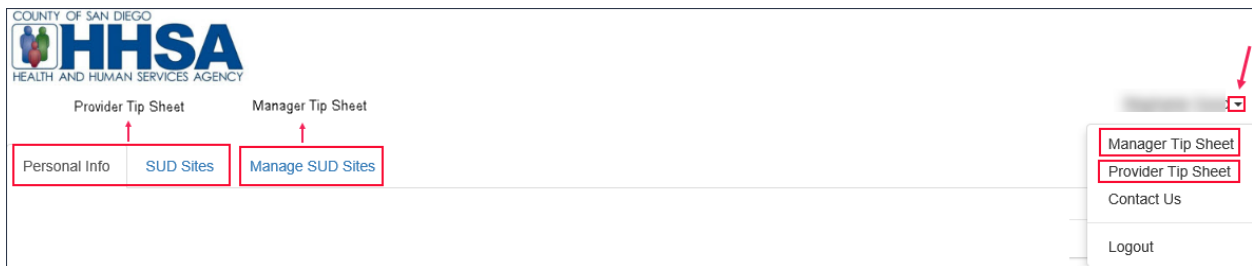 COUNTY OF SAN DIEGO
HHSA
HEALTH AND HUMAN SERVICES AGENCY
Provider Tip Sheet
Manager Tip Sheet
Personal Info
SUD Sites
Manage SUD Sites
Manager Tip Sheet
Provider Tip Sheet
Contact Us
Logout